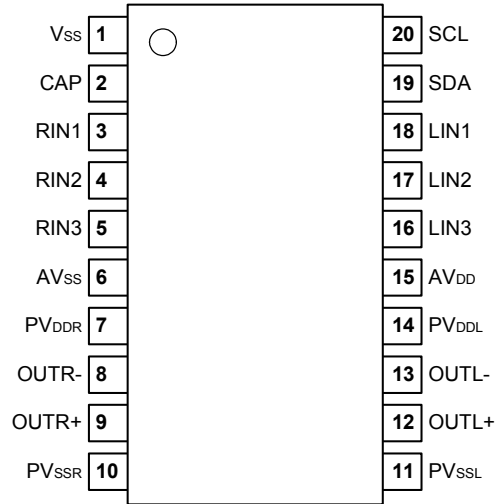 Vss 1 20 SCL
CAP 2 19 SDA
RIN1 3 18 LIN1
RIN2 4 17 LIN2
RIN3 5 16 LIN3
AVss 6 15 AVDD
PVDDR 7 14 PVDDL
OUTR- 8 13 OUTL-
OUTR+ 9 12 OUTL+
PVSSR 10 11 PVSSL